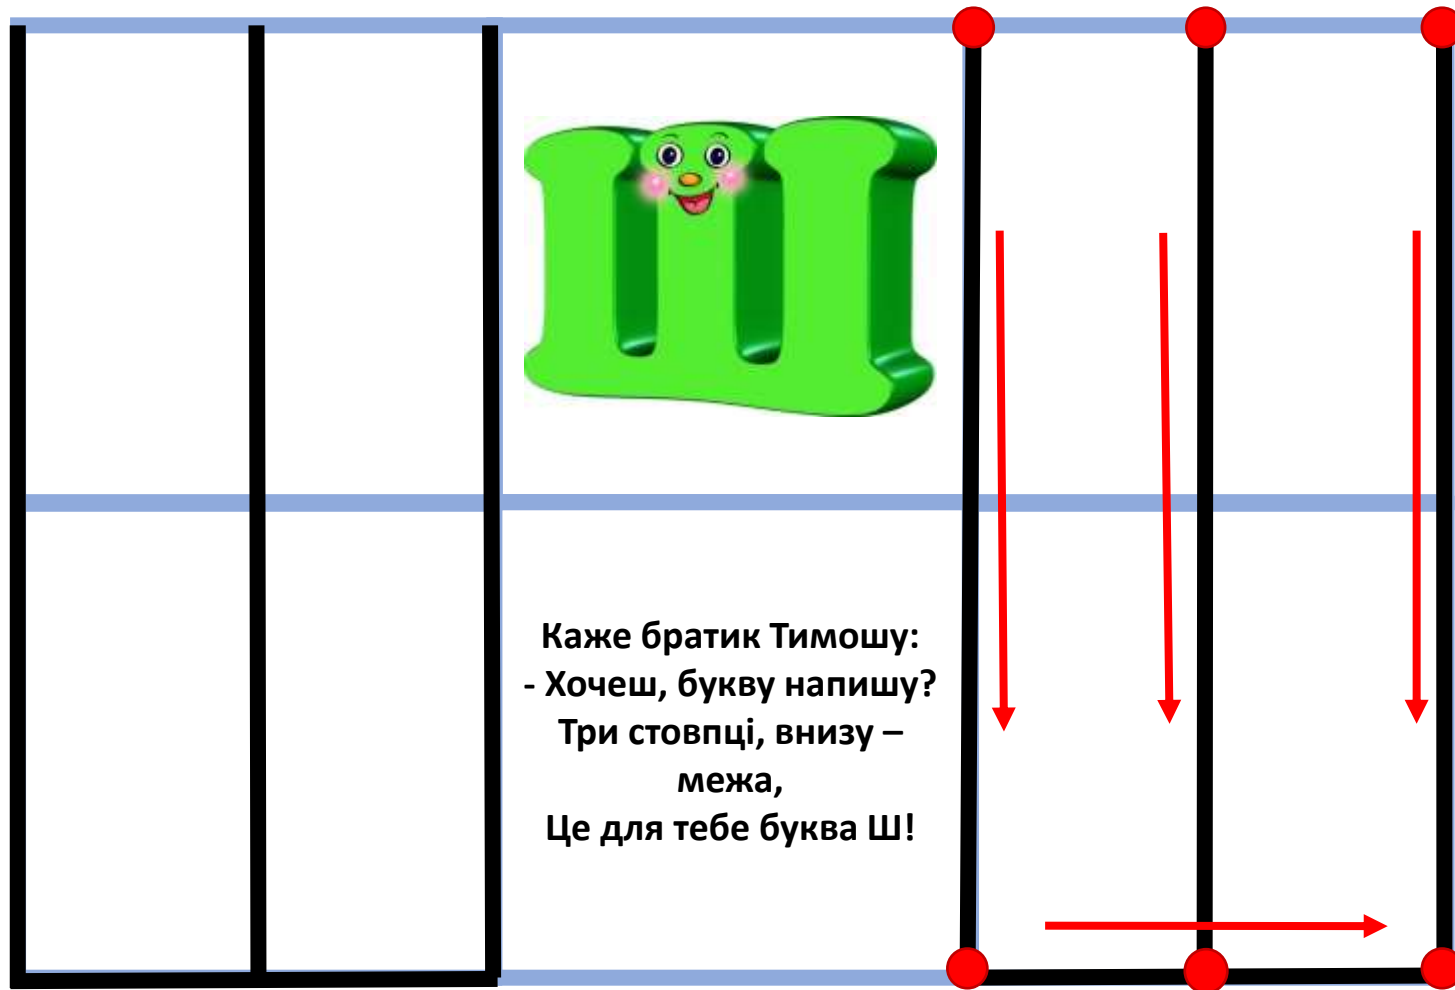 Ш
Каже братик Тимошу:
- Хочеш, букву напишу?
Три стовпці, внизу –
межа,
Це для тебе буква Ш!